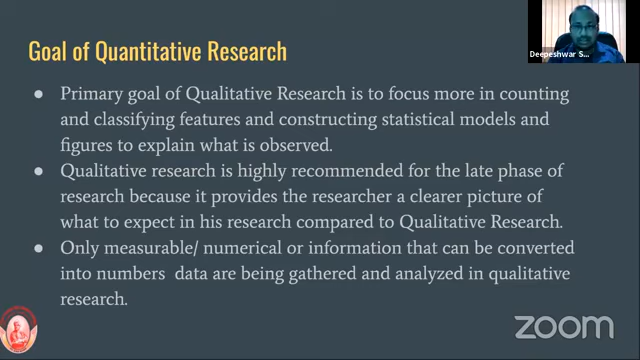 Deepeshwar S...
Goal of Quantitative Research
● Primary goal of Qualitative Research is to focus more in counting
and classifying features and constructing statistical models and
figures to explain what is observed.
● Qualitative research is highly recommended for the late phase of
research because it provides the researcher a clearer picture of
what to expect in his research compared to Qualitative Research.
● Only measurable/ numerical or information that can be converted
into numbers data are being gathered and analyzed in qualitative
research.
zoom